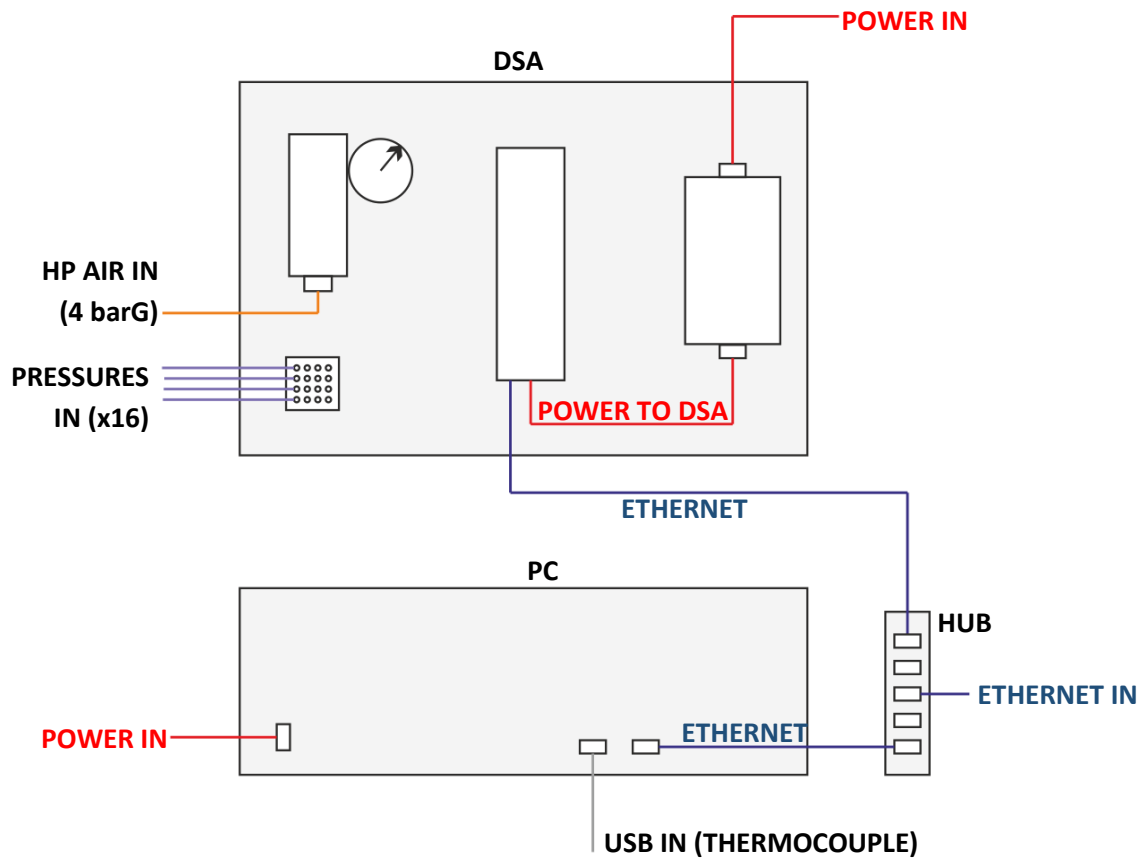 POWER IN
DSA
HP AIR IN
(4 barG)
PRESSURES
IN (x16)
POWER TO DSA
ETHERNET
PC
HUB
ETHERNET IN
ETHERNET
POWER IN
USB IN (THERMOCOUPLE)